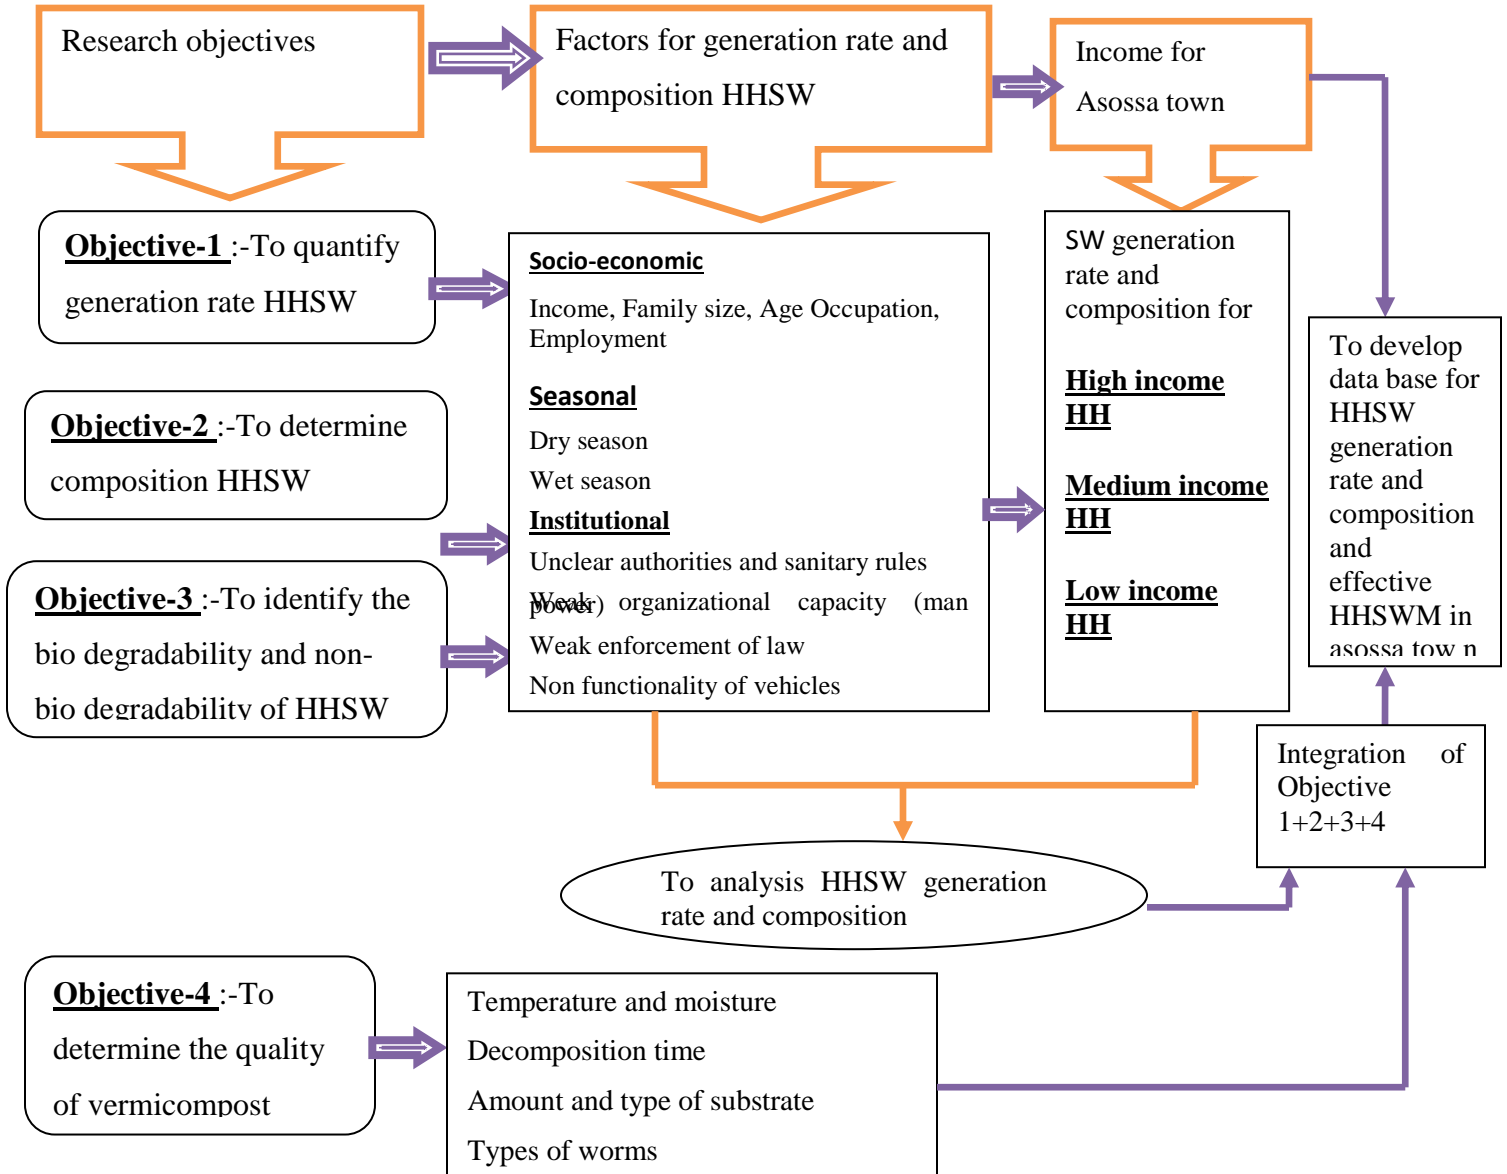 Research objectives
Factors for generation rate and
composition HHSW
Income for
Asossa town
Objective-1 :-To quantify
generation rate HHSW
Objective-2 :-To determine
composition HHSW
Objective-3 :-To identify the
bio degradability and non-
bio degradability of HHSW
Socio-economic
Income, Family size, Age Occupation,
Employment
Seasonal
Dry season
Wet season
Institutional
Unclear authorities and sanitary rules
Weak organizational capacity (man
power)
Weak enforcement of law
Non functionality of vehicles
SW generation
rate and
composition for
High income
HH
Medium income
HH
Low income
HH
To develop
data base for
HHSW
generation
rate and
composition
and
effective
HHSWM in
asossa tow n
Integration of
Objective
1+2+3+4
To analysis HHSW generation
rate and composition
Objective-4 :-To
determine the quality
of vermicompost
Temperature and moisture
Decomposition time
Amount and type of substrate
Types of worms